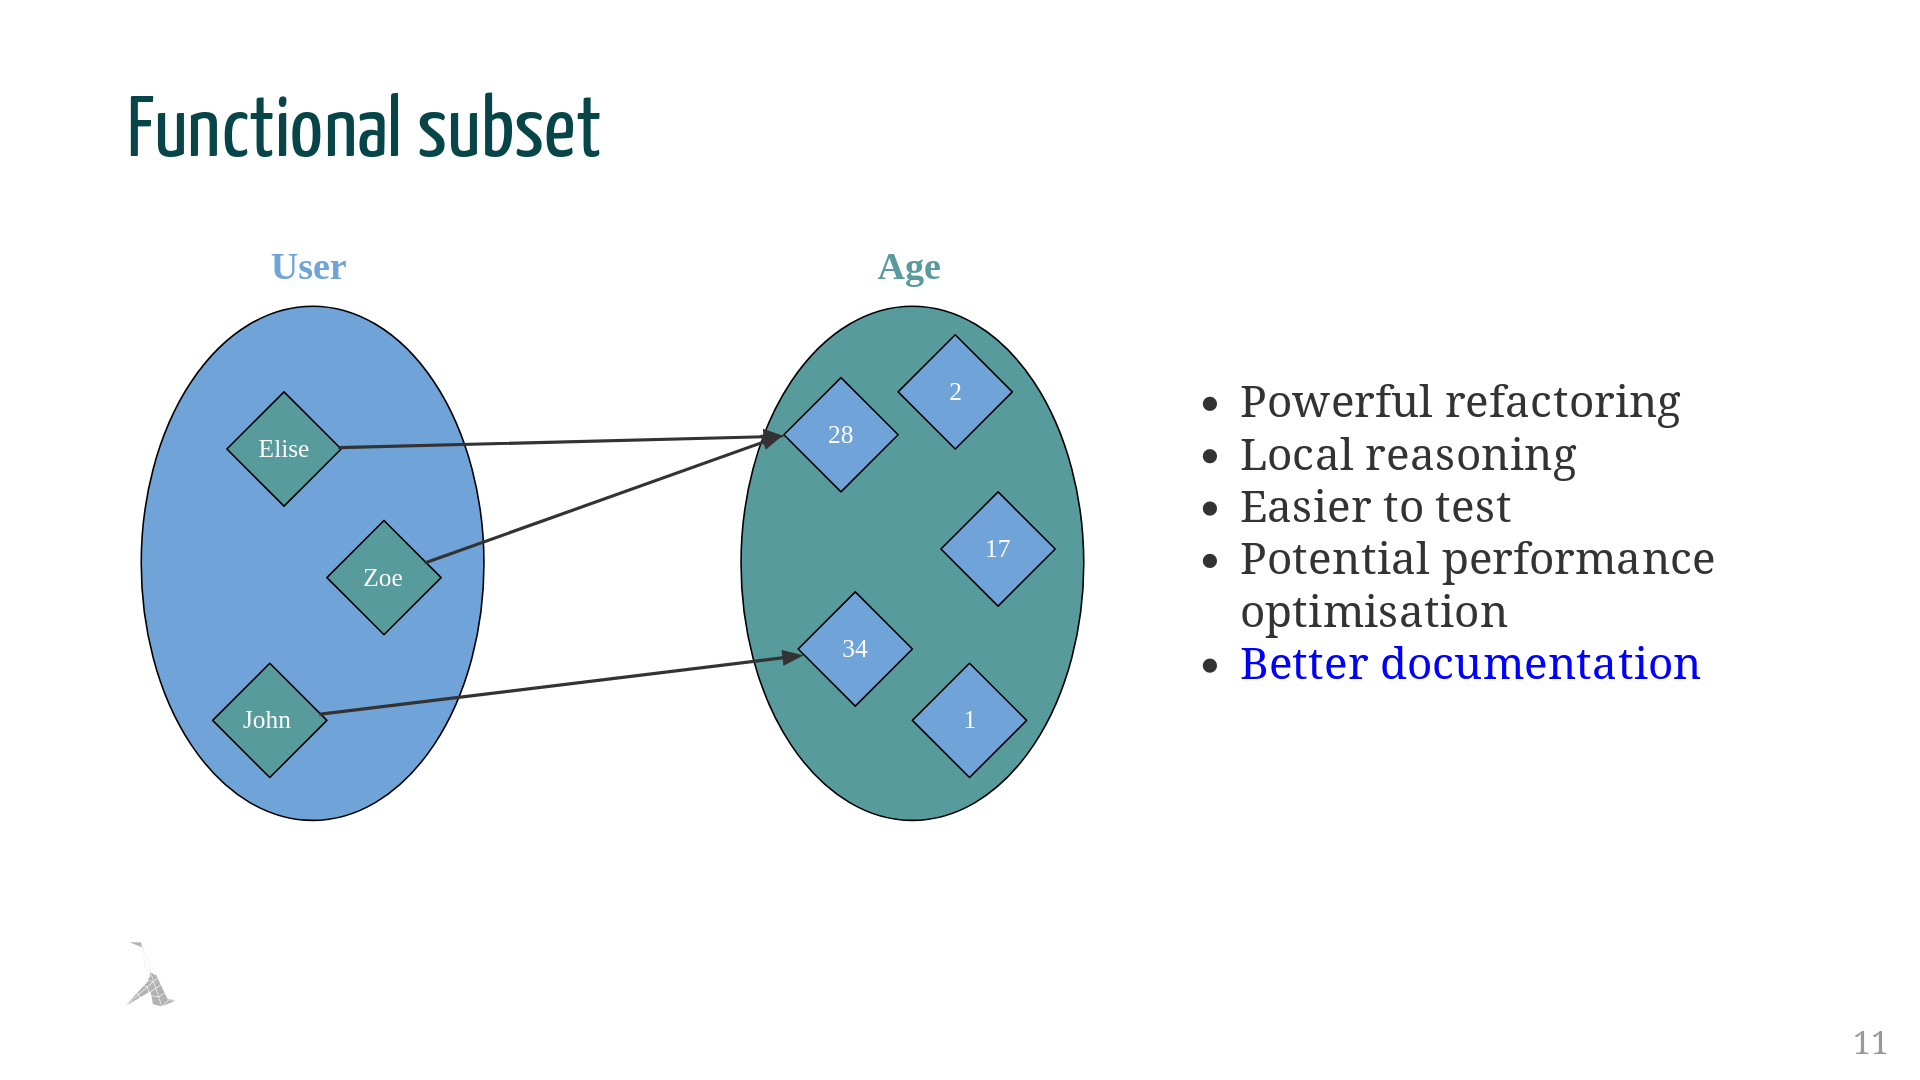 Functional subset
User
Age
Elise
Zoe
John
28
2
17
34
1
Powerful refactoring
Local reasoning
Easier to test
Potential performance
optimisation
Better documentation
11